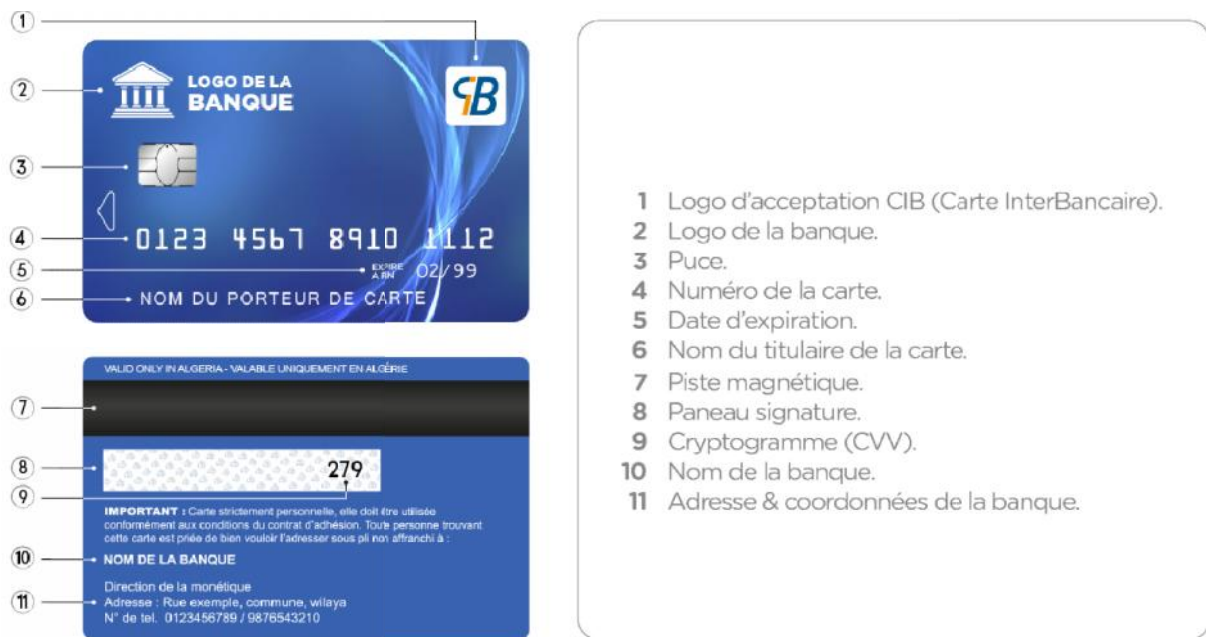 1
2
LOGO DE LA
BANQUE
CIB
3
4
0123 4567 8910 1112
5
EXPIRE
A FIN
02/99
6
NOM DU PORTEUR DE CARTE
VALID ONLY IN ALGERIA - VALABLE UNIQUEMENT EN ALGÉRIE
7
8
279
9
IMPORTANT : Carte strictement personnelle, elle doit être utilisée
conformément aux conditions du contrat d'adhésion. Toute personne trouvant
cette carte est priée de bien vouloir l'adresser sous pli non affranchi à :
10
NOM DE LA BANQUE
Direction de la monétique
11
Adresse : Rue exemple, commune, wilaya
N° de tel. 0123456789 / 9876543210
1 Logo d'acceptation CIB (Carte InterBancaire).
2 Logo de la banque.
3 Puce.
4 Numéro de la carte.
5 Date d'expiration.
6 Nom du titulaire de la carte.
7 Piste magnétique.
8 Paneau signature.
9 Cryptogramme (CVV).
10 Nom de la banque.
11 Adresse & coordonnées de la banque.